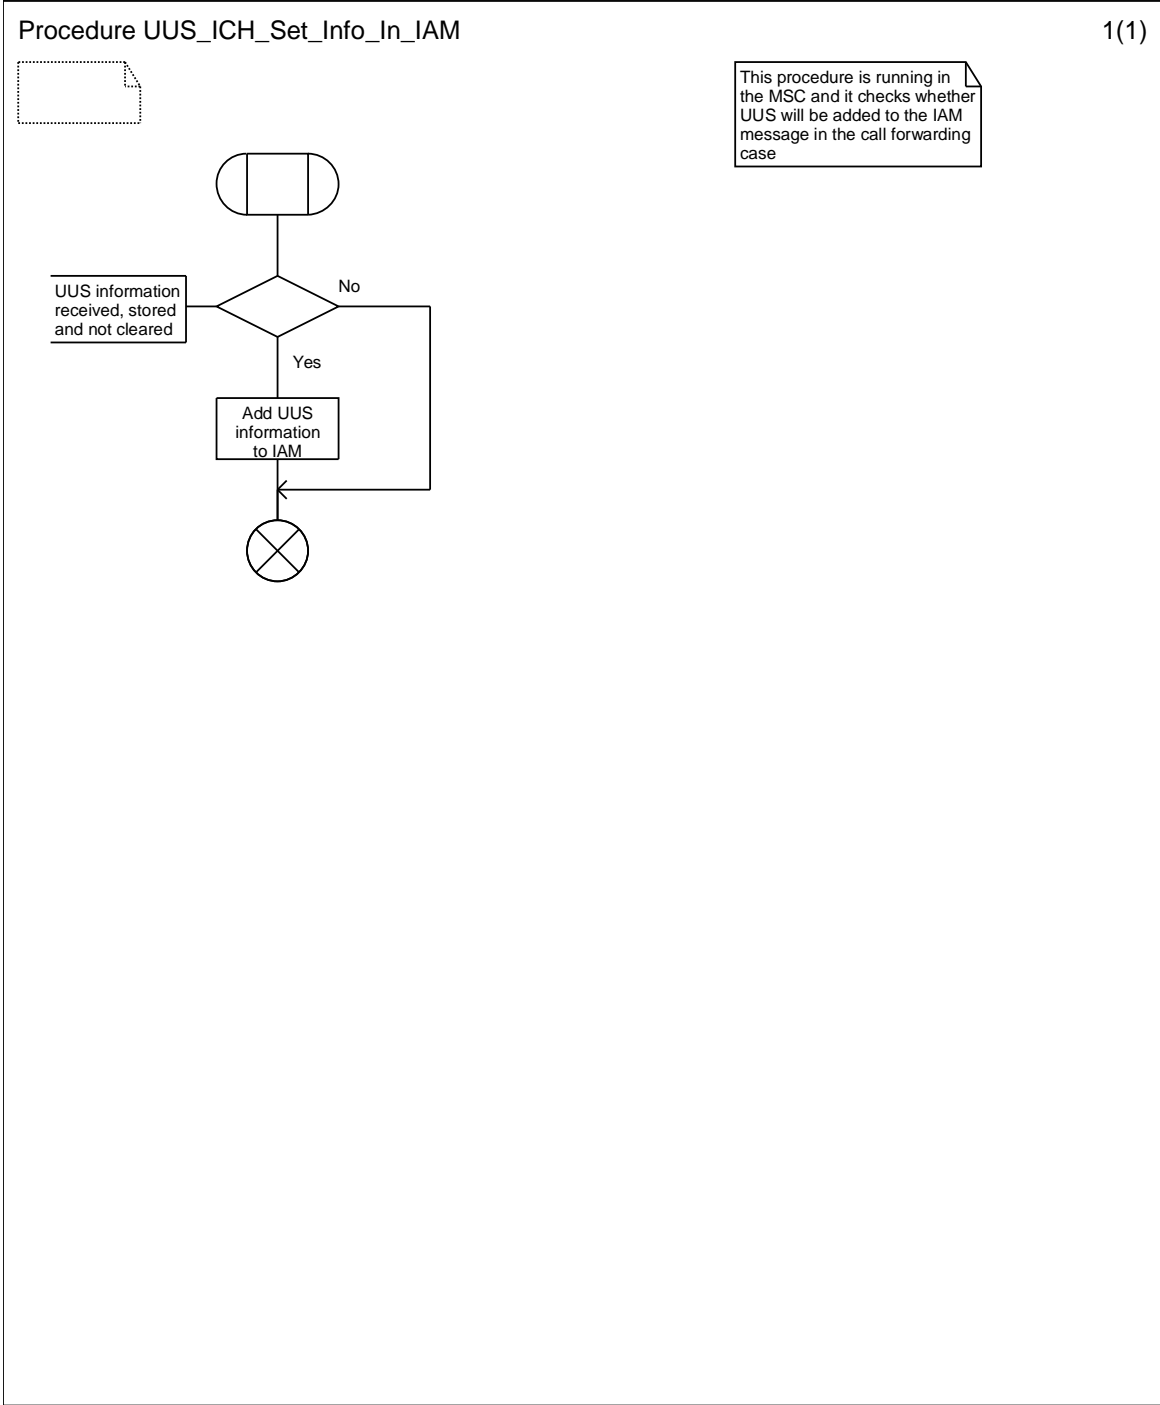 Procedure UUS_ICH_Set_Info_In_IAM
1(1)
This procedure is running in
the MSC and it checks whether
UUS will be added to the IAM
message in the call forwarding
case
No
UUS information
received, stored
and not cleared
Yes
Add UUS
information
to IAM